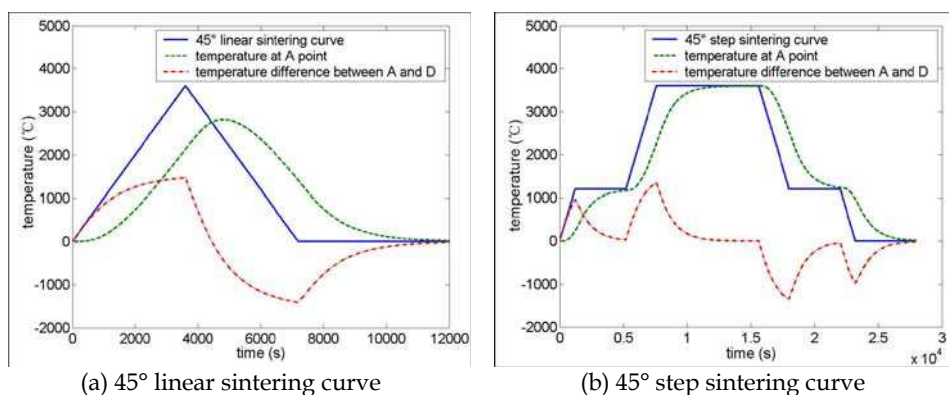 5000
4000
3000
2000
1000
0
-1000
-2000
temperature (℃)
45° linear sintering curve
temperature at A point
temperature difference between A and D
0 2000 4000 6000 8000 10000 12000
time (s)
(a) 45° linear sintering curve
5000
4000
3000
2000
1000
0
-1000
-2000
temperature (℃)
45° step sintering curve
temperature at A point
temperature difference between A and D
0 0.5 1 1.5 2 2.5 3
time (s)
x 10⁴
(b) 45° step sintering curve